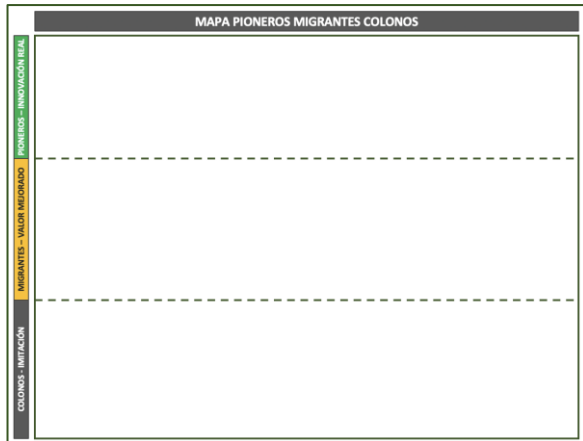 MAPA PIONEROS MIGRANTES COLONOS
PIONEROS – INNOVACIÓN REAL
MIGRANTES – VALOR MEJORADO
COLONOS - IMITACIÓN